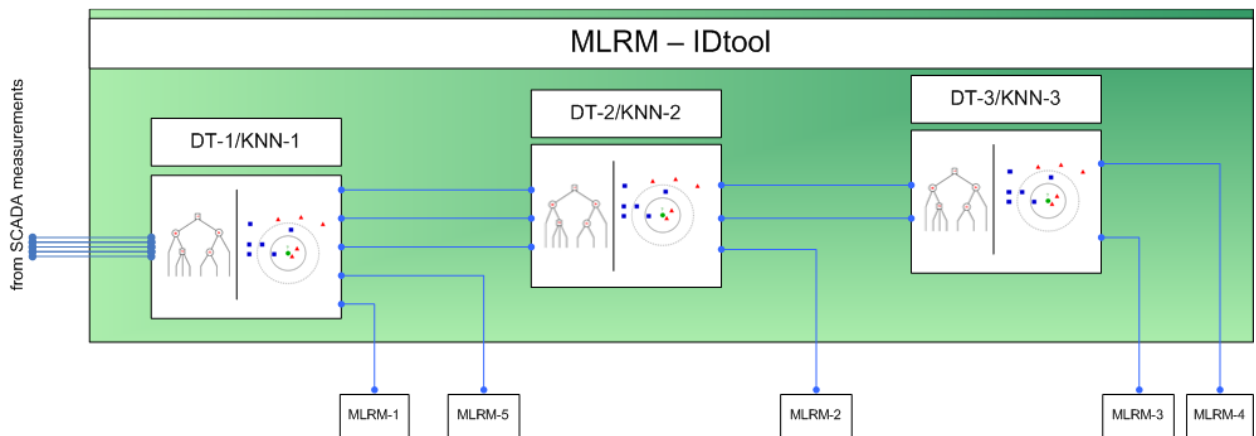 MLRM – IDtool
from SCADA measurements
DT-1/KNN-1
DT-2/KNN-2
DT-3/KNN-3
MLRM-1
MLRM-5
MLRM-2
MLRM-3
MLRM-4